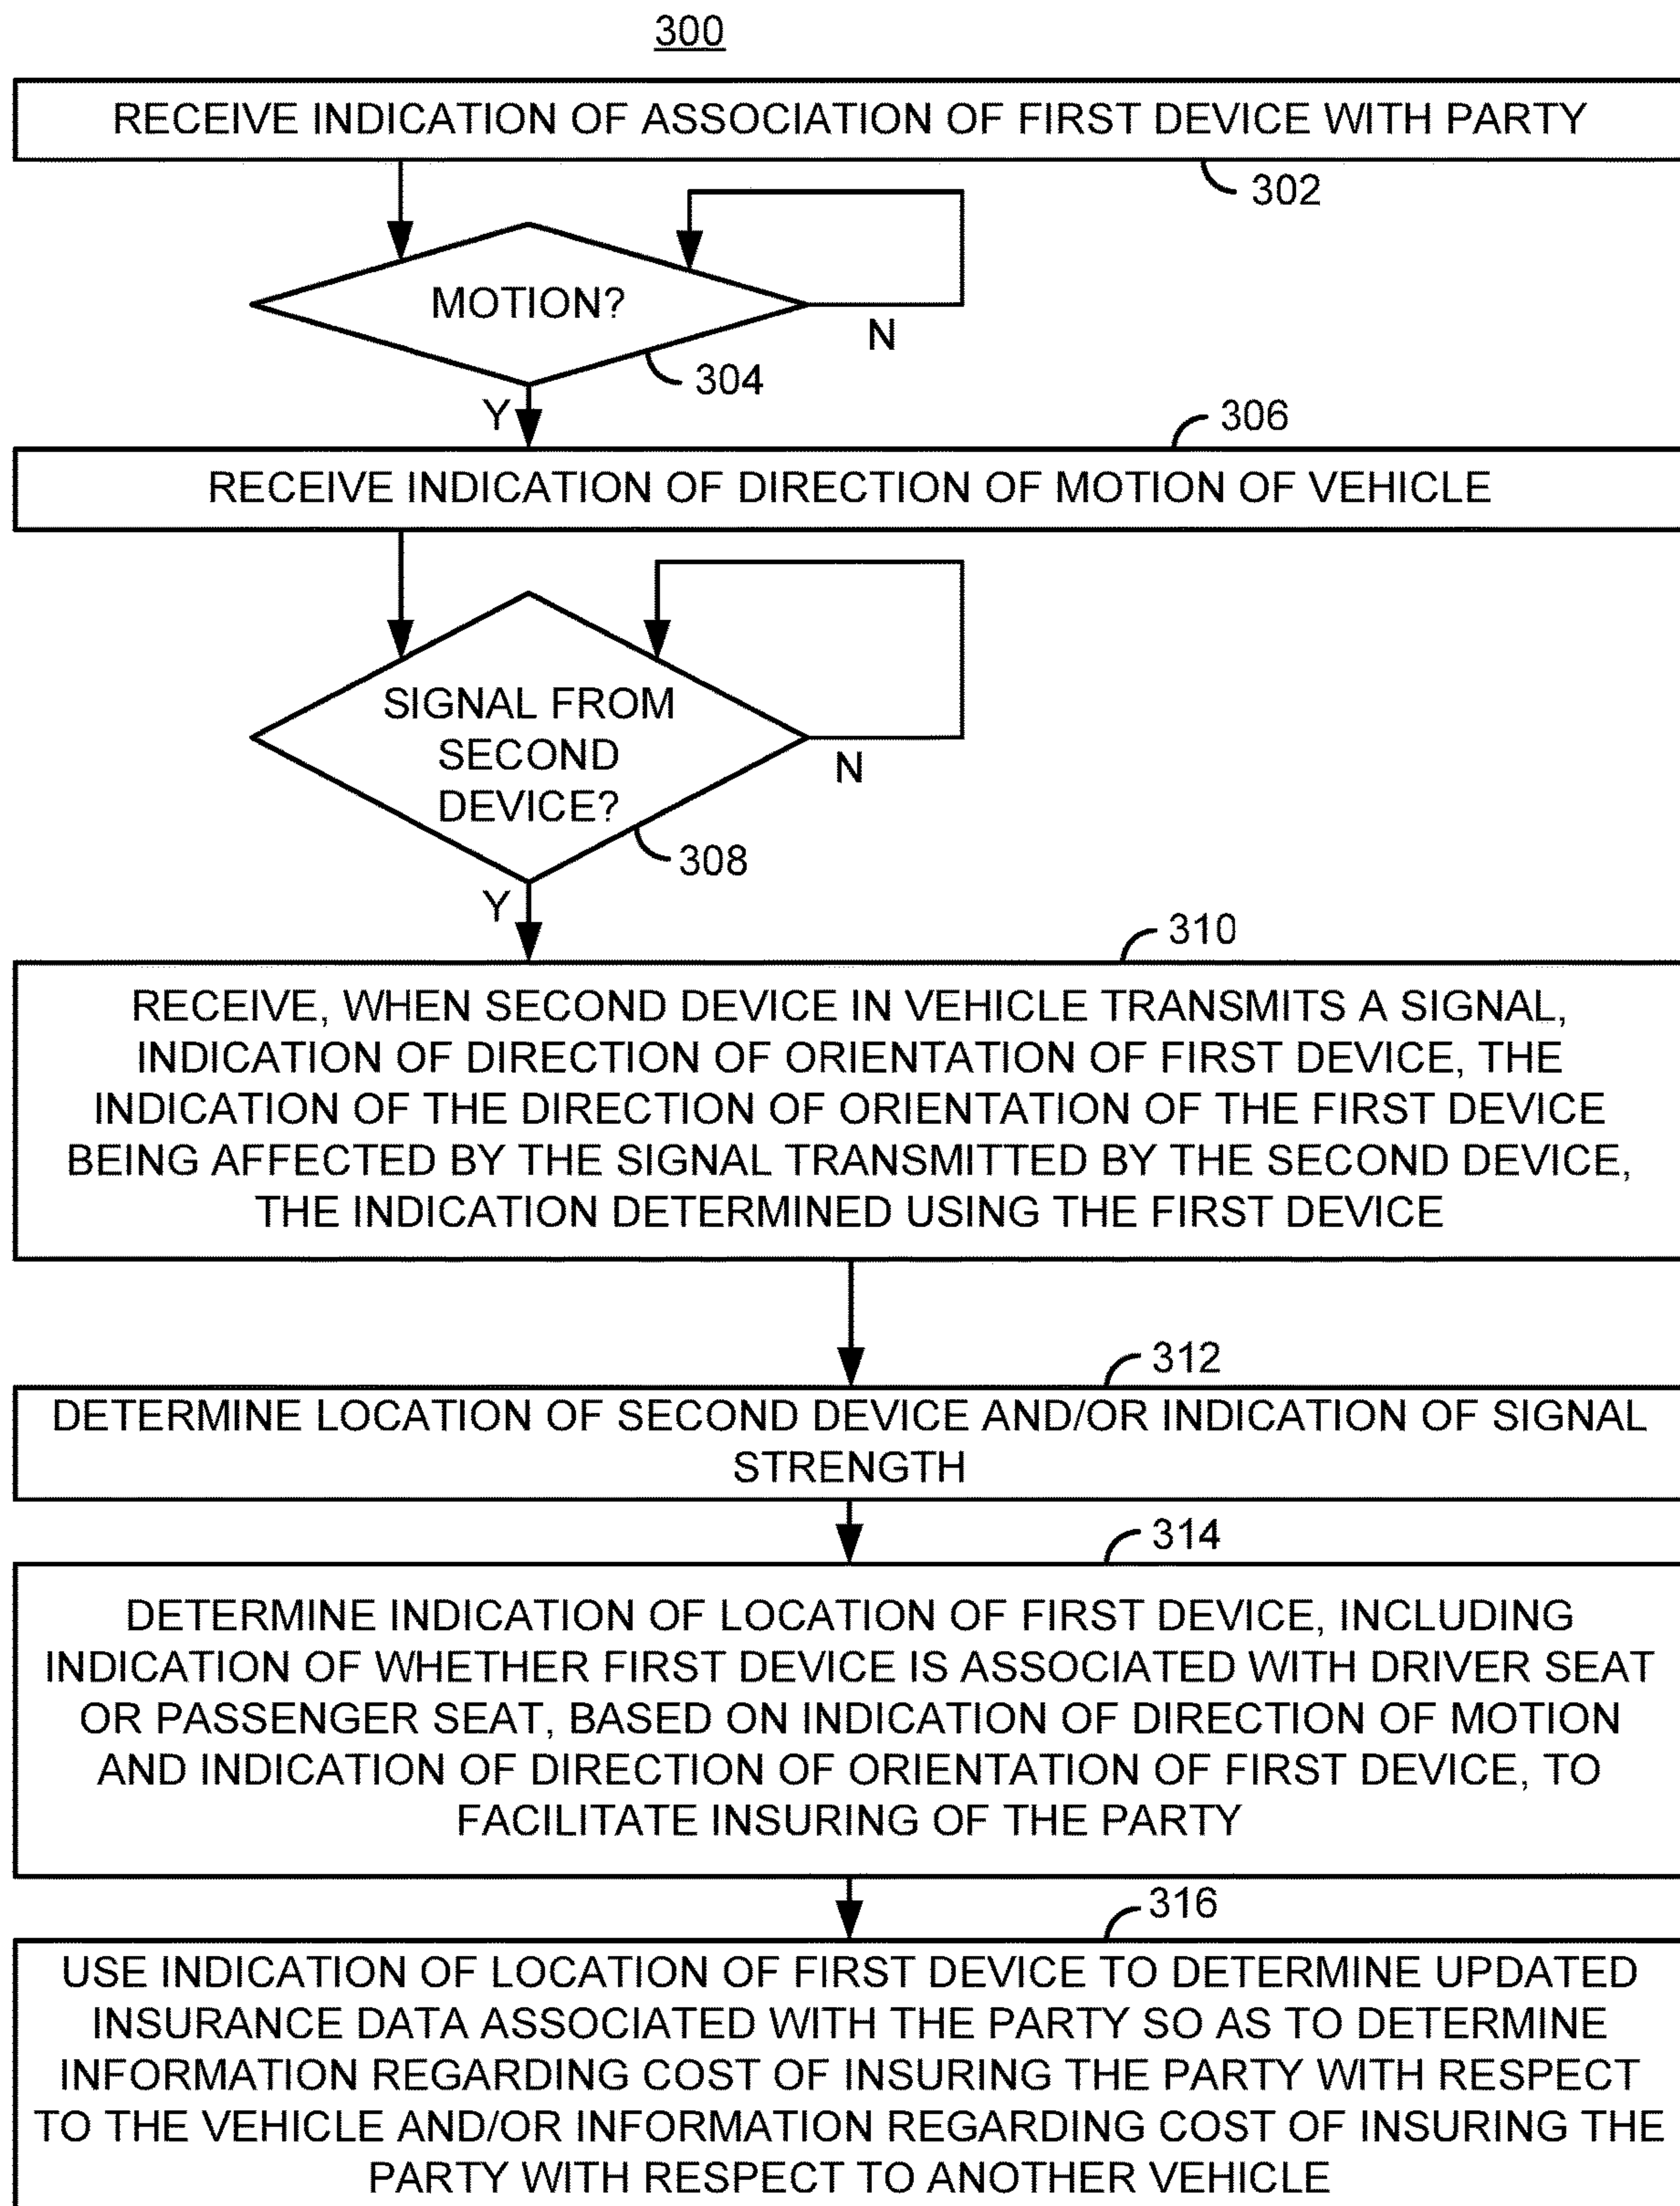 300
RECEIVE INDICATION OF ASSOCIATION OF FIRST DEVICE WITH PARTY
302
MOTION?
N
304
Y
306
RECEIVE INDICATION OF DIRECTION OF MOTION OF VEHICLE
SIGNAL FROM
SECOND
DEVICE?
N
308
Y
310
RECEIVE, WHEN SECOND DEVICE IN VEHICLE TRANSMITS A SIGNAL,
INDICATION OF DIRECTION OF ORIENTATION OF FIRST DEVICE, THE
INDICATION OF THE DIRECTION OF ORIENTATION OF THE FIRST DEVICE
BEING AFFECTED BY THE SIGNAL TRANSMITTED BY THE SECOND DEVICE,
THE INDICATION DETERMINED USING THE FIRST DEVICE
312
DETERMINE LOCATION OF SECOND DEVICE AND/OR INDICATION OF SIGNAL
STRENGTH
314
DETERMINE INDICATION OF LOCATION OF FIRST DEVICE, INCLUDING
INDICATION OF WHETHER FIRST DEVICE IS ASSOCIATED WITH DRIVER SEAT
OR PASSENGER SEAT, BASED ON INDICATION OF DIRECTION OF MOTION
AND INDICATION OF DIRECTION OF ORIENTATION OF FIRST DEVICE, TO
FACILITATE INSURING OF THE PARTY
316
USE INDICATION OF LOCATION OF FIRST DEVICE TO DETERMINE UPDATED
INSURANCE DATA ASSOCIATED WITH THE PARTY SO AS TO DETERMINE
INFORMATION REGARDING COST OF INSURING THE PARTY WITH RESPECT
TO THE VEHICLE AND/OR INFORMATION REGARDING COST OF INSURING THE
PARTY WITH RESPECT TO ANOTHER VEHICLE